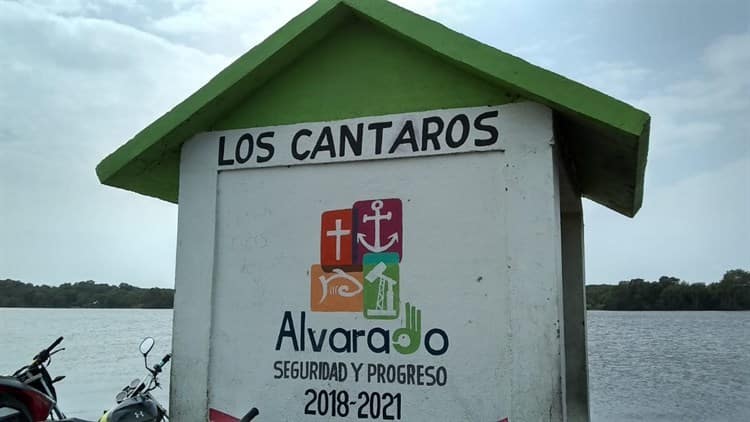 LOS CANTAROS
Alvarado
SEGURIDAD Y PROGRESO
2018-2021